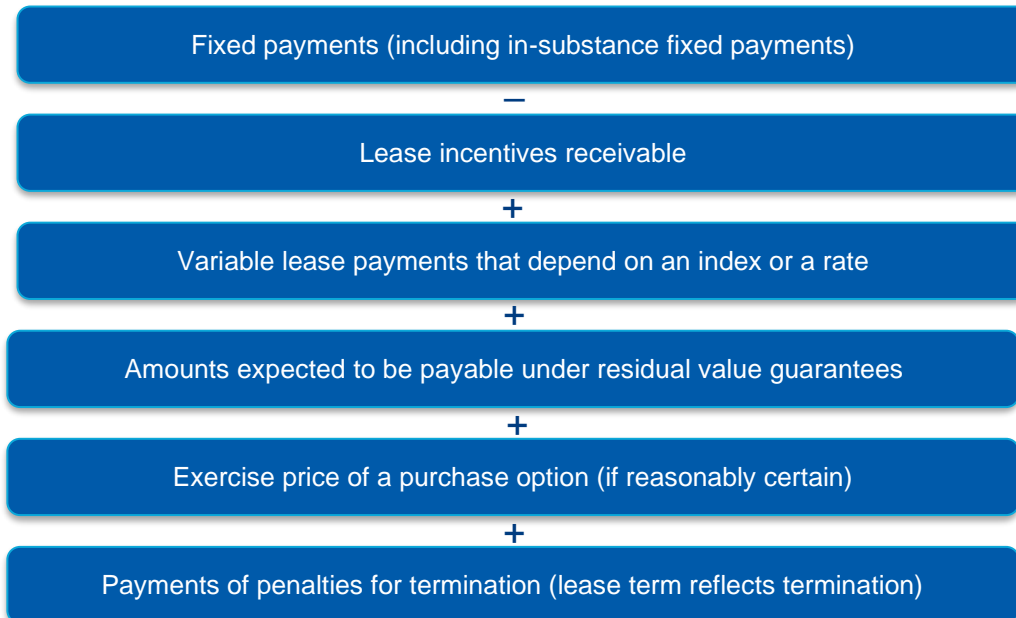 Fixed payments (including in-substance fixed payments)
–
Lease incentives receivable
+
Variable lease payments that depend on an index or a rate
+
Amounts expected to be payable under residual value guarantees
+
Exercise price of a purchase option (if reasonably certain)
+
Payments of penalties for termination (lease term reflects termination)